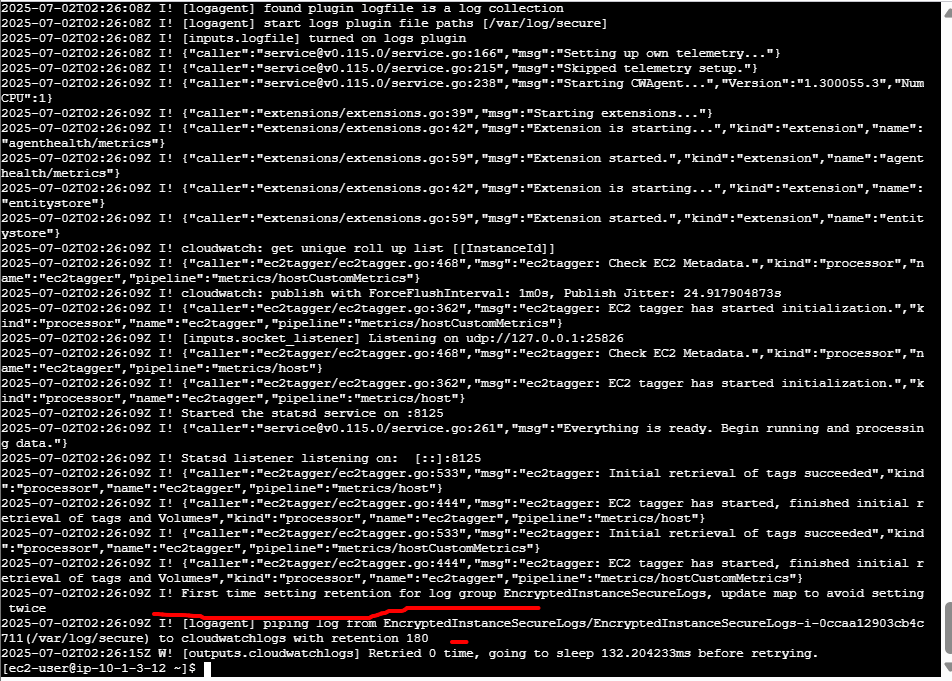 2025-07-02T02:26:08Z I! [logagent] found plugin logfile is a log collection
2025-07-02T02:26:08Z I! [logagent] start logs plugin file paths [/var/log/secure]
2025-07-02T02:26:08Z I! [inputs.logfile] turned on logs plugin
2025-07-02T02:26:08Z I! {"caller":"service@v0.115.0/service.go:166","msg":"Setting up own telemetry..."}
2025-07-02T02:26:08Z I! {"caller":"service@v0.115.0/service.go:215","msg":"Skipped telemetry setup."}
2025-07-02T02:26:09Z I! {"caller":"service@v0.115.0/service.go:238","msg":"Starting CWAgent...","Version":"1.300055.3","Num
CPU":1}
2025-07-02T02:26:09Z I! {"caller":"extensions/extensions.go:39","msg":"Starting extensions..."}
2025-07-02T02:26:09Z I! {"caller":"extensions/extensions.go:42","msg":"Extension is starting...","kind":"extension","name":
"agenthealth/metrics"}
2025-07-02T02:26:09Z I! {"caller":"extensions/extensions.go:59","msg":"Extension started.","kind":"extension","name":"agent
health/metrics"}
2025-07-02T02:26:09Z I! {"caller":"extensions/extensions.go:42","msg":"Extension is starting...","kind":"extension","name":
"entitystore"}
2025-07-02T02:26:09Z I! {"caller":"extensions/extensions.go:59","msg":"Extension started.","kind":"extension","name":"entit
ystore"}
2025-07-02T02:26:09Z I! cloudwatch: get unique roll up list [[InstanceId]]
2025-07-02T02:26:09Z I! {"caller":"ec2tagger/ec2tagger.go:468","msg":"ec2tagger: Check EC2 Metadata.","kind":"processor","n
ame":"ec2tagger","pipeline":"metrics/hostCustomMetrics"}
2025-07-02T02:26:09Z I! cloudwatch: publish with ForceFlushInterval: 1m0s, Publish Jitter: 24.917904873s
2025-07-02T02:26:09Z I! {"caller":"ec2tagger/ec2tagger.go:362","msg":"ec2tagger: EC2 tagger has started initialization.","k
ind":"processor","name":"ec2tagger","pipeline":"metrics/hostCustomMetrics"}
2025-07-02T02:26:09Z I! [inputs.socket_listener] Listening on udp://127.0.0.1:25826
2025-07-02T02:26:09Z I! {"caller":"ec2tagger/ec2tagger.go:468","msg":"ec2tagger: Check EC2 Metadata.","kind":"processor","n
ame":"ec2tagger","pipeline":"metrics/host"}
2025-07-02T02:26:09Z I! {"caller":"ec2tagger/ec2tagger.go:362","msg":"ec2tagger: EC2 tagger has started initialization.","k
ind":"processor","name":"ec2tagger","pipeline":"metrics/host"}
2025-07-02T02:26:09Z I! Started the statsd service on :8125
2025-07-02T02:26:09Z I! {"caller":"service@v0.115.0/service.go:261","msg":"Everything is ready. Begin running and processin
g data."}
2025-07-02T02:26:09Z I! Statsd listener listening on:  [::]:8125
2025-07-02T02:26:09Z I! {"caller":"ec2tagger/ec2tagger.go:533","msg":"ec2tagger: Initial retrieval of tags succeeded","kind
":"processor","name":"ec2tagger","pipeline":"metrics/host"}
2025-07-02T02:26:09Z I! {"caller":"ec2tagger/ec2tagger.go:444","msg":"ec2tagger: EC2 tagger has started, finished initial r
etrieval of tags and Volumes","kind":"processor","name":"ec2tagger","pipeline":"metrics/host"}
2025-07-02T02:26:09Z I! {"caller":"ec2tagger/ec2tagger.go:533","msg":"ec2tagger: Initial retrieval of tags succeeded","kind
":"processor","name":"ec2tagger","pipeline":"metrics/hostCustomMetrics"}
2025-07-02T02:26:09Z I! {"caller":"ec2tagger/ec2tagger.go:444","msg":"ec2tagger: EC2 tagger has started, finished initial r
etrieval of tags and Volumes","kind":"processor","name":"ec2tagger","pipeline":"metrics/hostCustomMetrics"}
2025-07-02T02:26:09Z I! First time setting retention for log group EncryptedInstanceSecureLogs, update map to avoid setting
 twice
2025-07-02T02:26:09Z I! [logagent] piping log from EncryptedInstanceSecureLogs/EncryptedInstanceSecureLogs-i-0ccaa12903cb4c
711(/var/log/secure) to cloudwatchlogs with retention 180
2025-07-02T02:26:15Z W! [outputs.cloudwatchlogs] Retried 0 time, going to sleep 132.204233ms before retrying.
[ec2-user@ip-10-1-3-12 ~]$